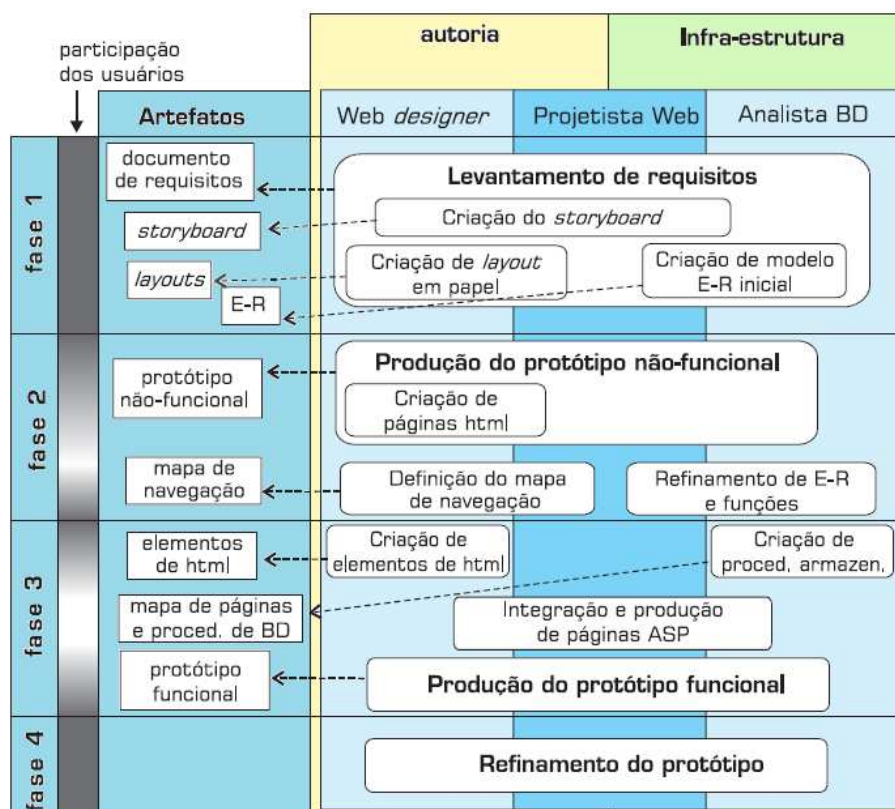 autoria
Infra-estrutura
participação
dos usuários
Artefatos
Web designer
Projetista Web
Analista BD
fase 1
documento
de requisitos
Levantamento de requisitos
storyboard
Criação do storyboard
layouts
Criação de layout
em papel
Criação de modelo
E-R inicial
E-R
fase 2
protótipo
não-funcional
Produção do protótipo não-funcional
Criação de
páginas html
mapa de
navegação
Definição do mapa
de navegação
Refinamento de E-R
e funções
fase 3
elementos
de html
Criação de
elementos de html
Criação de
proced. armazen.
mapa de páginas
e proced. de BD
Integração e produção
de páginas ASP
protótipo
funcional
Produção do protótipo funcional
fase 4
Refinamento do protótipo